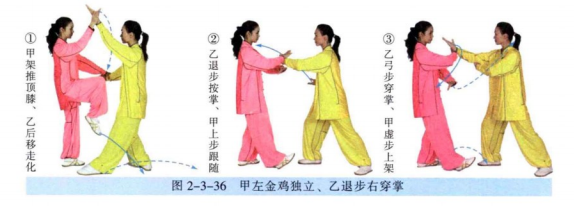 ① 甲架推顶膝、乙后移走化
② 乙退步按掌、甲上步跟随
③ 乙弓步穿掌、甲虚步上架
图 2-3-36 甲左金鸡独立、乙退步右穿掌